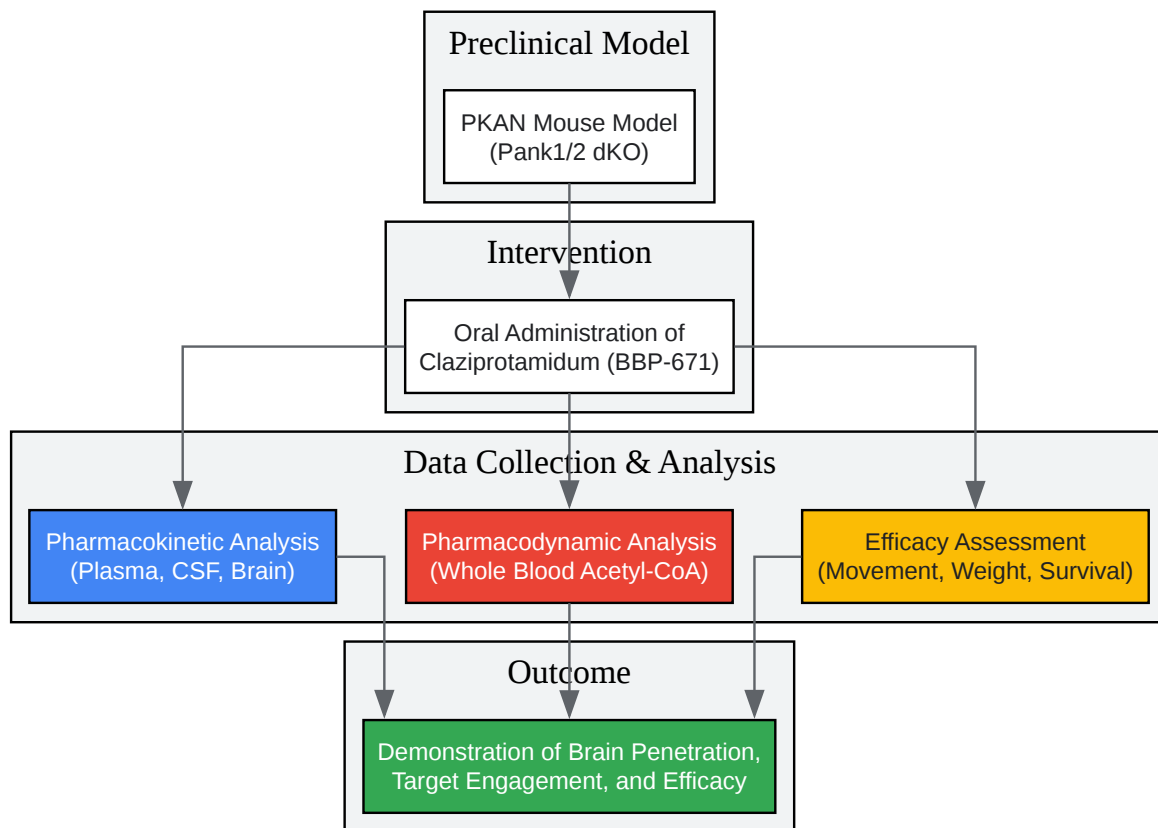 Preclinical Model
PKAN Mouse Model
(Pank1/2 dKO)
Intervention
Oral Administration of
Claziprotamidum (BBP-671)
Data Collection & Analysis
Pharmacokinetic Analysis
(Plasma, CSF, Brain)
Pharmacodynamic Analysis
(Whole Blood Acetyl-CoA)
Efficacy Assessment
(Movement, Weight, Survival)
Outcome
Demonstration of Brain Penetration,
Target Engagement, and Efficacy